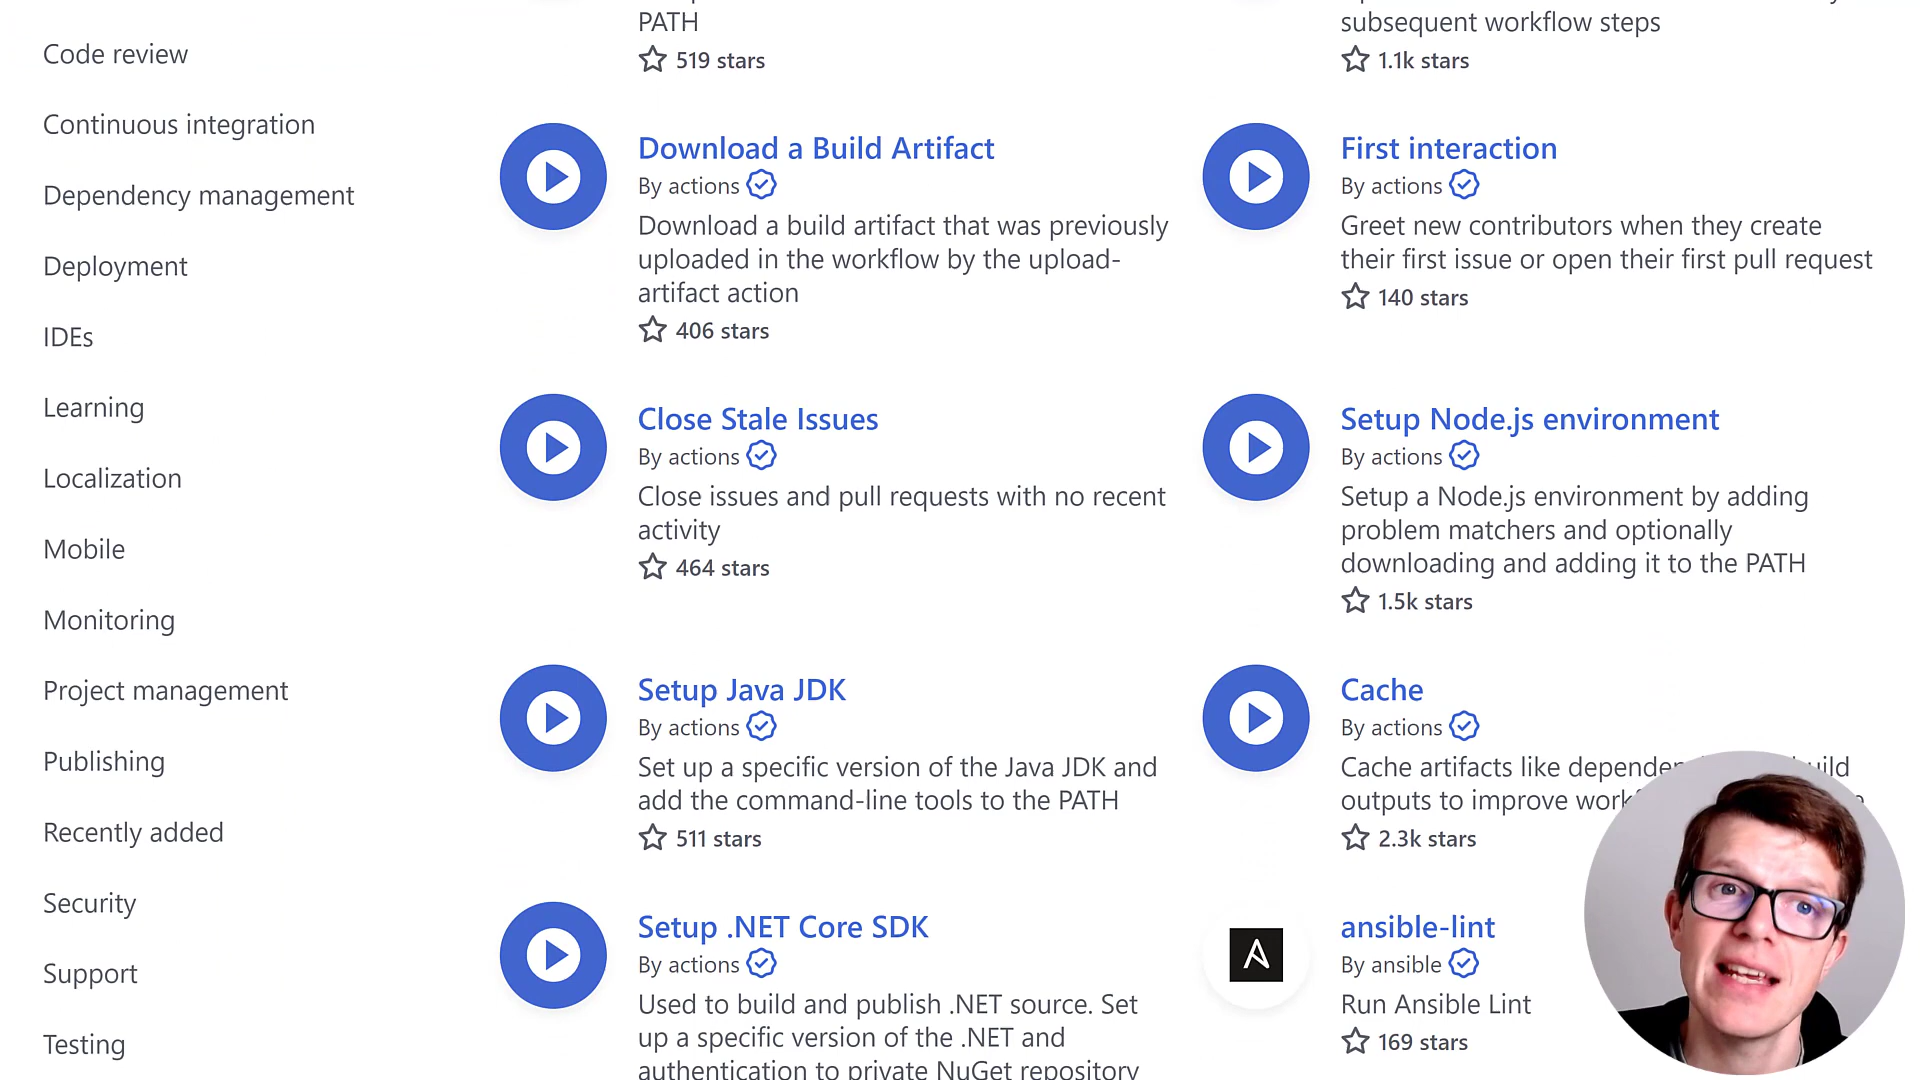 Code review
Continuous integration
Dependency management
Deployment
IDEs
Learning
Localization
Mobile
Monitoring
Project management
Publishing
Recently added
Security
Support
Testing
PATH
519 stars
Download a Build Artifact
By actions
Download a build artifact that was previously
uploaded in the workflow by the upload-
artifact action
406 stars
Close Stale Issues
By actions
Close issues and pull requests with no recent
activity
464 stars
Setup Java JDK
By actions
Set up a specific version of the Java JDK and
add the command-line tools to the PATH
511 stars
Setup .NET Core SDK
By actions
Used to build and publish .NET source. Set
up a specific version of the .NET and
authentication to private NuGet repository
subsequent workflow steps
1.1k stars
First interaction
By actions
Greet new contributors when they create
their first issue or open their first pull request
140 stars
Setup Node.js environment
By actions
Setup a Node.js environment by adding
problem matchers and optionally
downloading and adding it to the PATH
1.5k stars
Cache
By actions
Cache artifacts like
outputs to improve
2.3k stars
ansible-lint
By ansible
Run Ansible Lint
169 stars